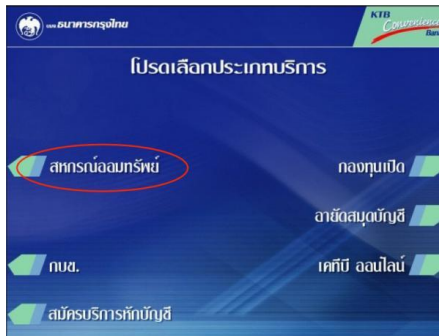 บมจ. ธนาคารกรุงไทย
KTB
Convenience
Bank
โปรดเลือกประเภทบริการ
สหกรณ์ออมทรัพย์
กองทุนเปิด
อายัดสมุดบัญชี
กบข.
เคทีบี ออนไลน์
สมัครบริการหักบัญชี